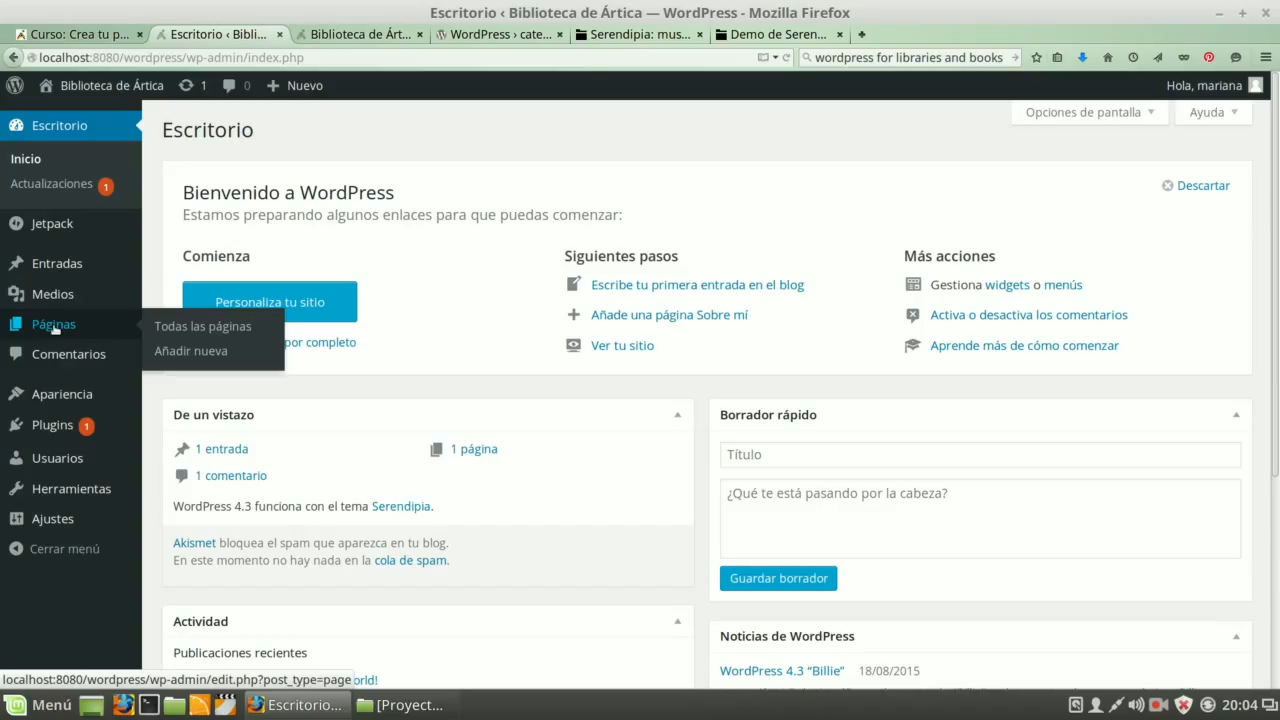 Escritorio ‹ Biblioteca de Ártica — WordPress - Mozilla Firefox
Curso: Crea tu p... ×
Escritorio ‹ Bibli... ×
Biblioteca de Árt... ×
WordPress › cate... ×
Serendipia: mus... ×
Demo de Seren... ×
localhost:8080/wordpress/wp-admin/index.php
wordpress for libraries and books
Biblioteca de Ártica
1
0
Nuevo
Hola, mariana
Escritorio
Inicio
Actualizaciones 1
Jetpack
Entradas
Medios
Páginas
Comentarios
Apariencia
Plugins 1
Usuarios
Herramientas
Ajustes
Cerrar menú
Todas las páginas
Añadir nueva
Escritorio
Opciones de pantalla
Ayuda
Bienvenido a WordPress
Descartar
Estamos preparando algunos enlaces para que puedas comenzar:
Comienza
Personaliza tu sitio
por completo
Siguientes pasos
Escribe tu primera entrada en el blog
Añade una página Sobre mí
Ver tu sitio
Más acciones
Gestiona widgets o menús
Activa o desactiva los comentarios
Aprende más de cómo comenzar
De un vistazo
1 entrada
1 página
1 comentario
WordPress 4.3 funciona con el tema Serendipia.
Akismet bloquea el spam que aparezca en tu blog.
En este momento no hay nada en la cola de spam.
Actividad
Publicaciones recientes
orld!
Borrador rápido
Título
¿Qué te está pasando por la cabeza?
Guardar borrador
Noticias de WordPress
WordPress 4.3 “Billie” 18/08/2015
localhost:8080/wordpress/wp-admin/edit.php?post_type=page
Menú
Escritorio...
[Proyect...
20:04